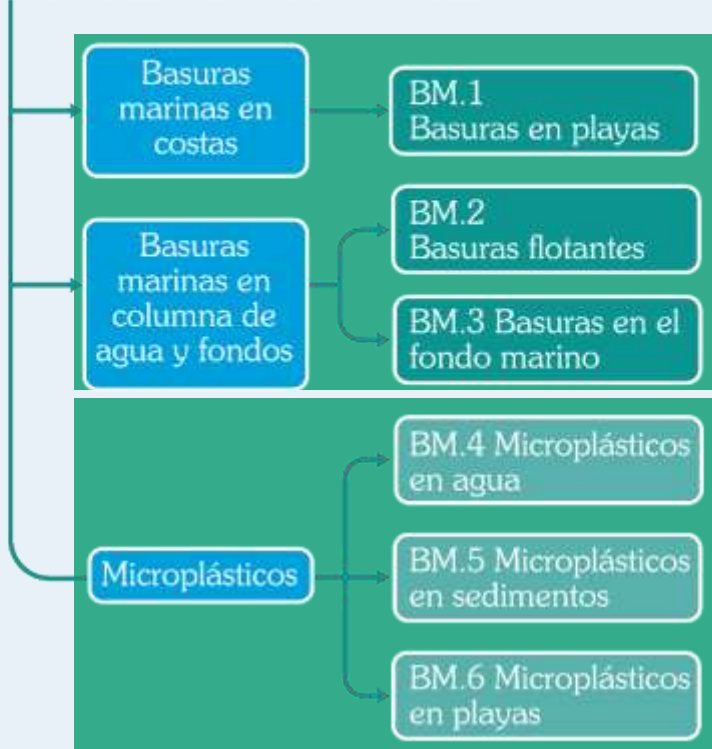 Basuras
marinas en
costas
BM.1
Basuras en playas
Basuras
marinas en
columna de
agua y fondos
BM.2
Basuras flotantes
BM.3 Basuras en el
fondo marino
Microplásticos
BM.4 Microplásticos
en agua
BM.5 Microplásticos
en sedimentos
BM.6 Microplásticos
en playas